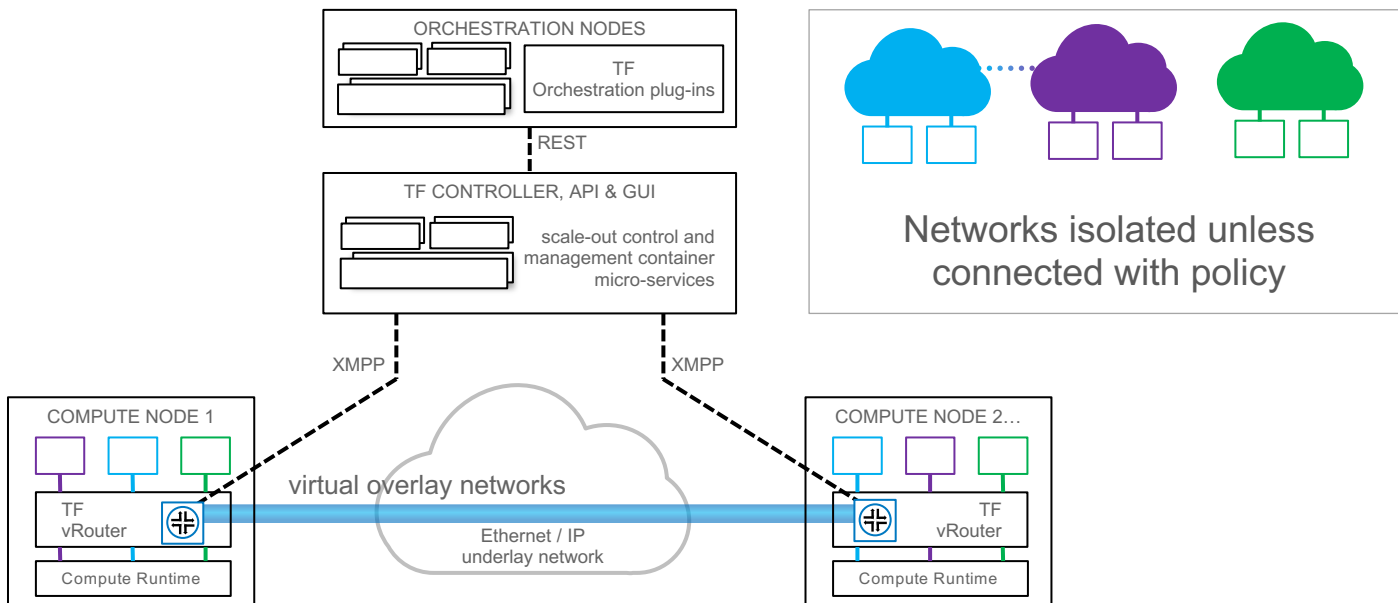 ORCHESTRATION NODES
TF
Orchestration plug-ins
REST
TF CONTROLLER, API & GUI
scale-out control and
management container
micro-services
Networks isolated unless
connected with policy
XMPP
XMPP
COMPUTE NODE 1
COMPUTE NODE 2…
virtual overlay networks
TF
vRouter
Ethernet / IP
underlay network
TF
vRouter
Compute Runtime
Compute Runtime